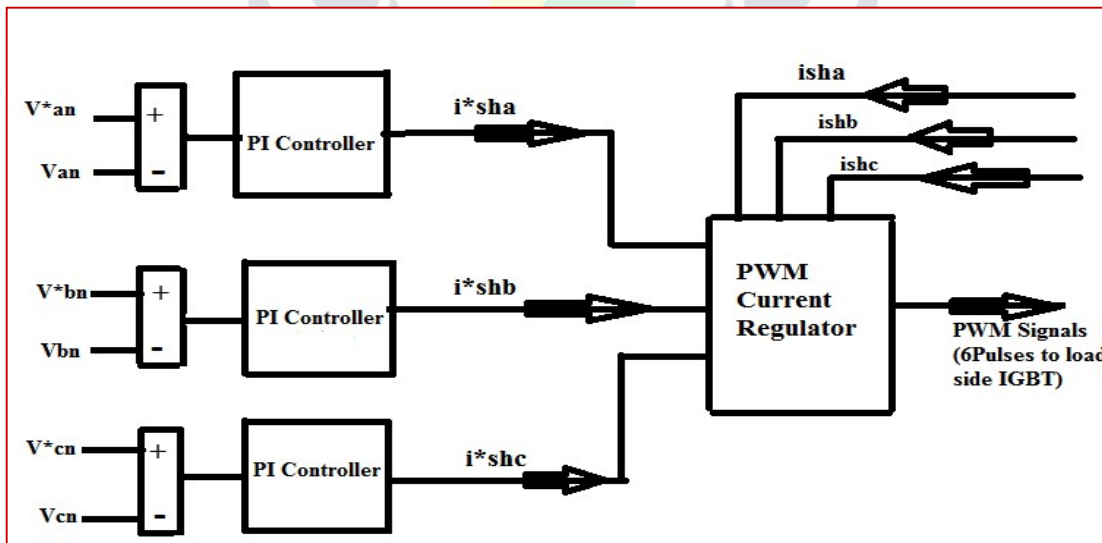 V*an
+
Van
-
PI Controller
i*sha
isha
ishb
ishc
V*bn
+
Vbn
-
PI Controller
i*shb
PWM
Current
Regulator
PWM Signals
(6Pulses to load
side IGBT)
V*cn
+
Vcn
-
PI Controller
i*shc